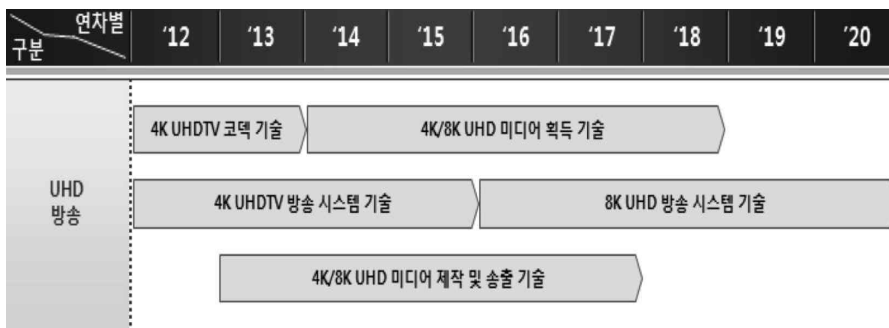 연차별
구분
‘12 ‘13 ‘14 ‘15 ‘16 ‘17 ‘18 ‘19 ‘20
4K UHDTV 코덱 기술 4K/8K UHD 미디어 획득 기술
UHD
방송
4K UHDTV 방송 시스템 기술 8K UHD 방송 시스템 기술
4K/8K UHD 미디어 제작 및 송출 기술